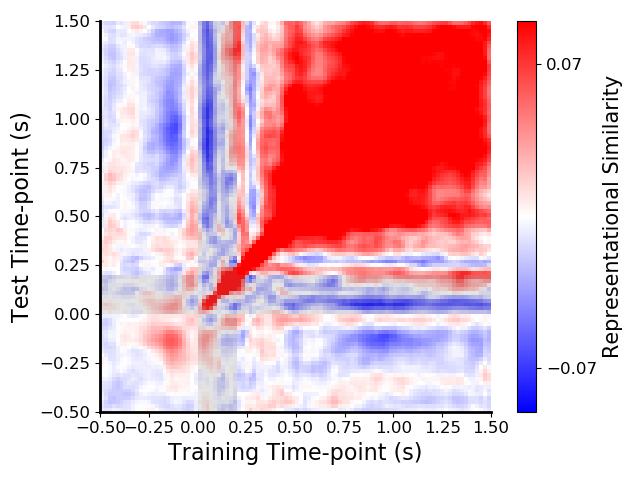 1.50
1.25
1.00
0.75
0.50
0.25
0.00
−0.25
−0.50
Test Time-point (s)
−0.50 −0.25 0.00 0.25 0.50 0.75 1.00 1.25 1.50
Training Time-point (s)
0.07
−0.07
Representational Similarity